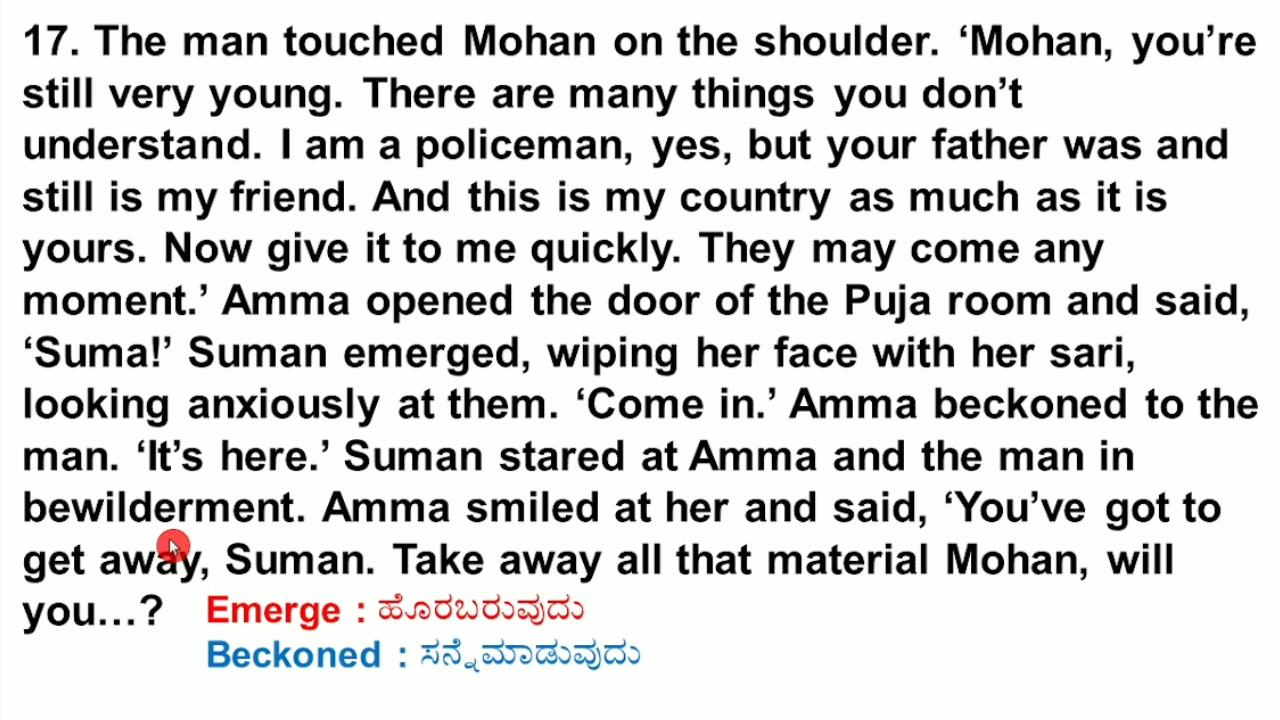 17. The man touched Mohan on the shoulder. ‘Mohan, you’re
still very young. There are many things you don’t
understand. I am a policeman, yes, but your father was and
still is my friend. And this is my country as much as it is
yours. Now give it to me quickly. They may come any
moment.’ Amma opened the door of the Puja room and said,
‘Suma!’ Suman emerged, wiping her face with her sari,
looking anxiously at them. ‘Come in.’ Amma beckoned to the
man. ‘It’s here.’ Suman stared at Amma and the man in
bewilderment. Amma smiled at her and said, ‘You’ve got to
get away, Suman. Take away all that material Mohan, will
you…?
Emerge : ಹೊರಬರುವುದು
Beckoned : ಸನ್ನೆಮಾಡುವುದು